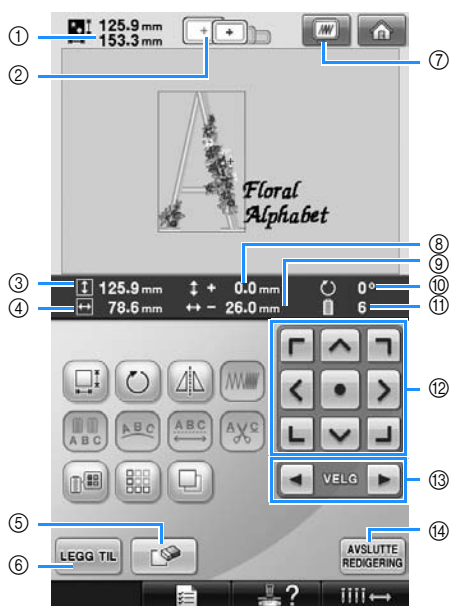 ① 125.9 mm
153.3 mm
②
⑦
Floral
Alphabet
⑧
⑨
③ 125.9 mm + 0.0 mm 0° ⑩
④ 78.6 mm - 26.0 mm 6 ⑪
⑫
A B C A B C A B C A V C
⑬
VELG
⑤
⑭
LEGG TIL
AVSLUTTE
REDIGERING
⑥
?